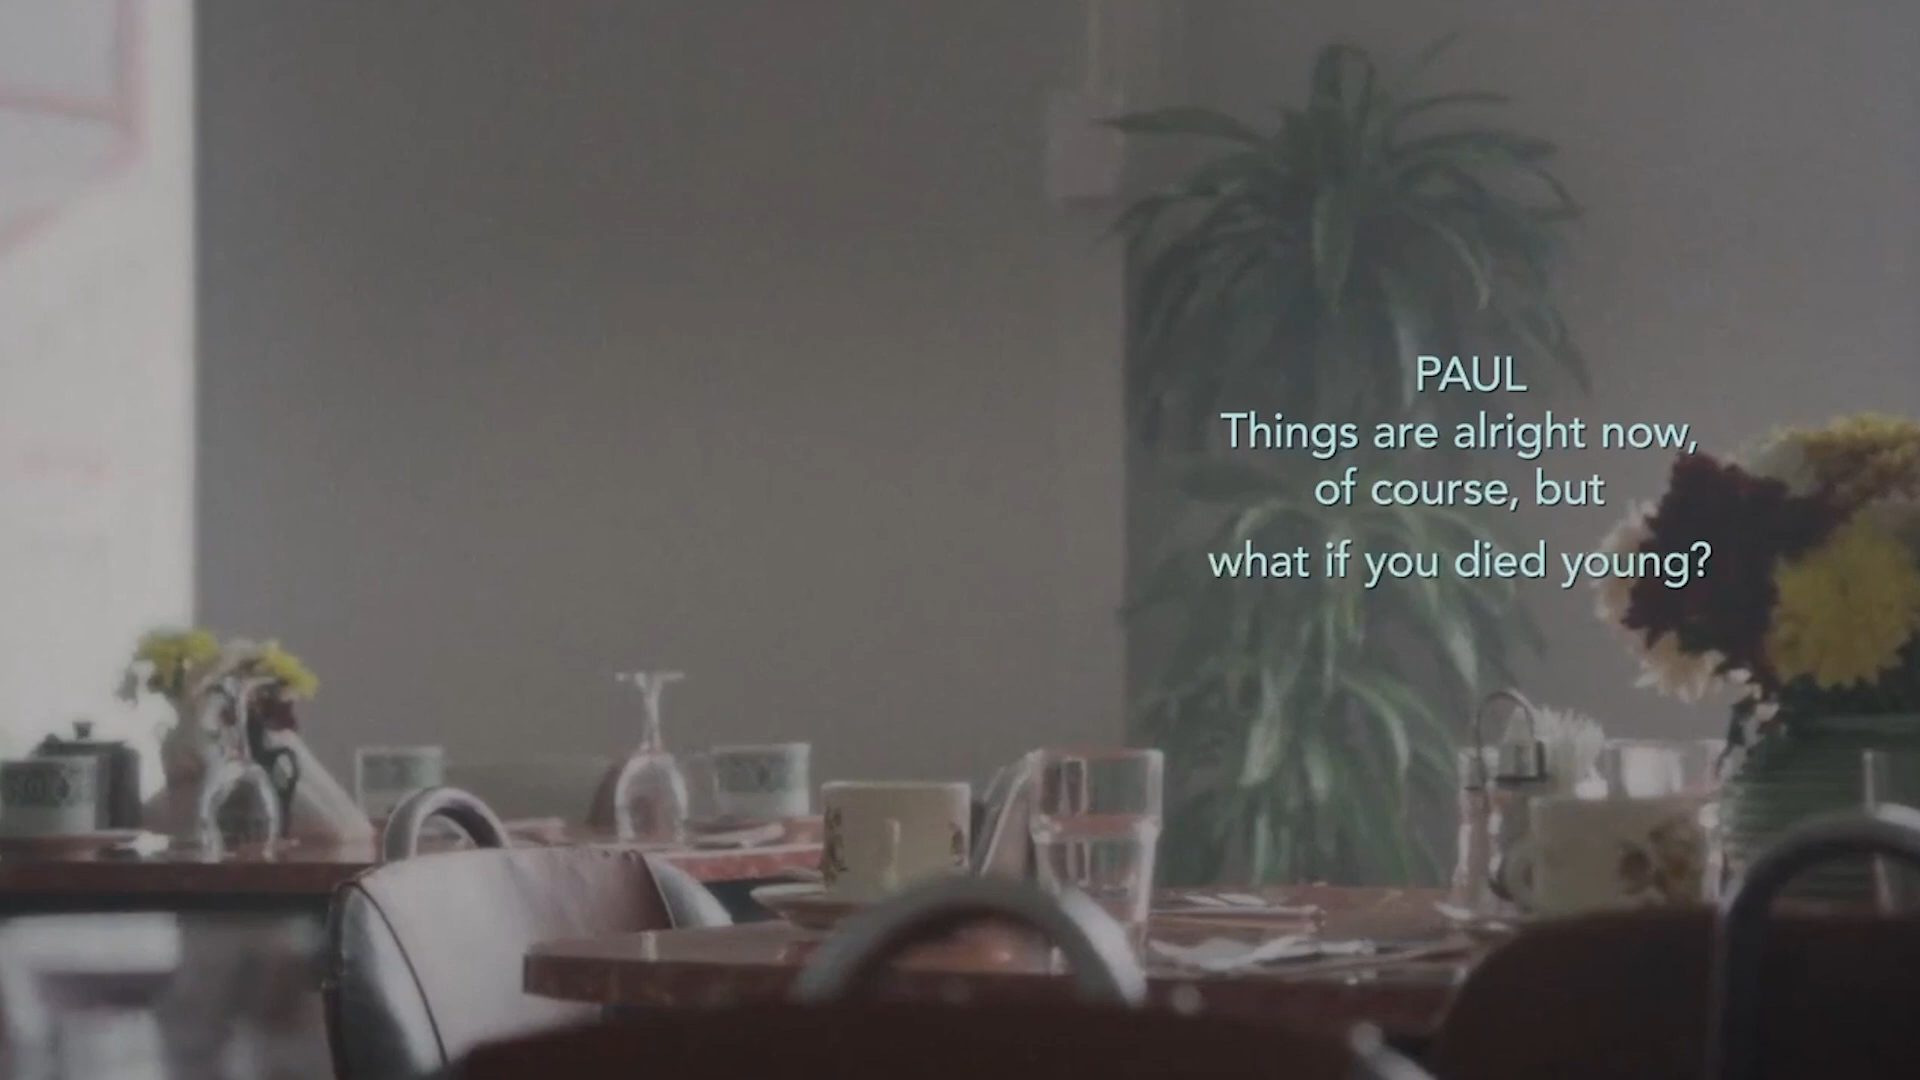 PAUL
Things are alright now,
of course, but
what if you died young?